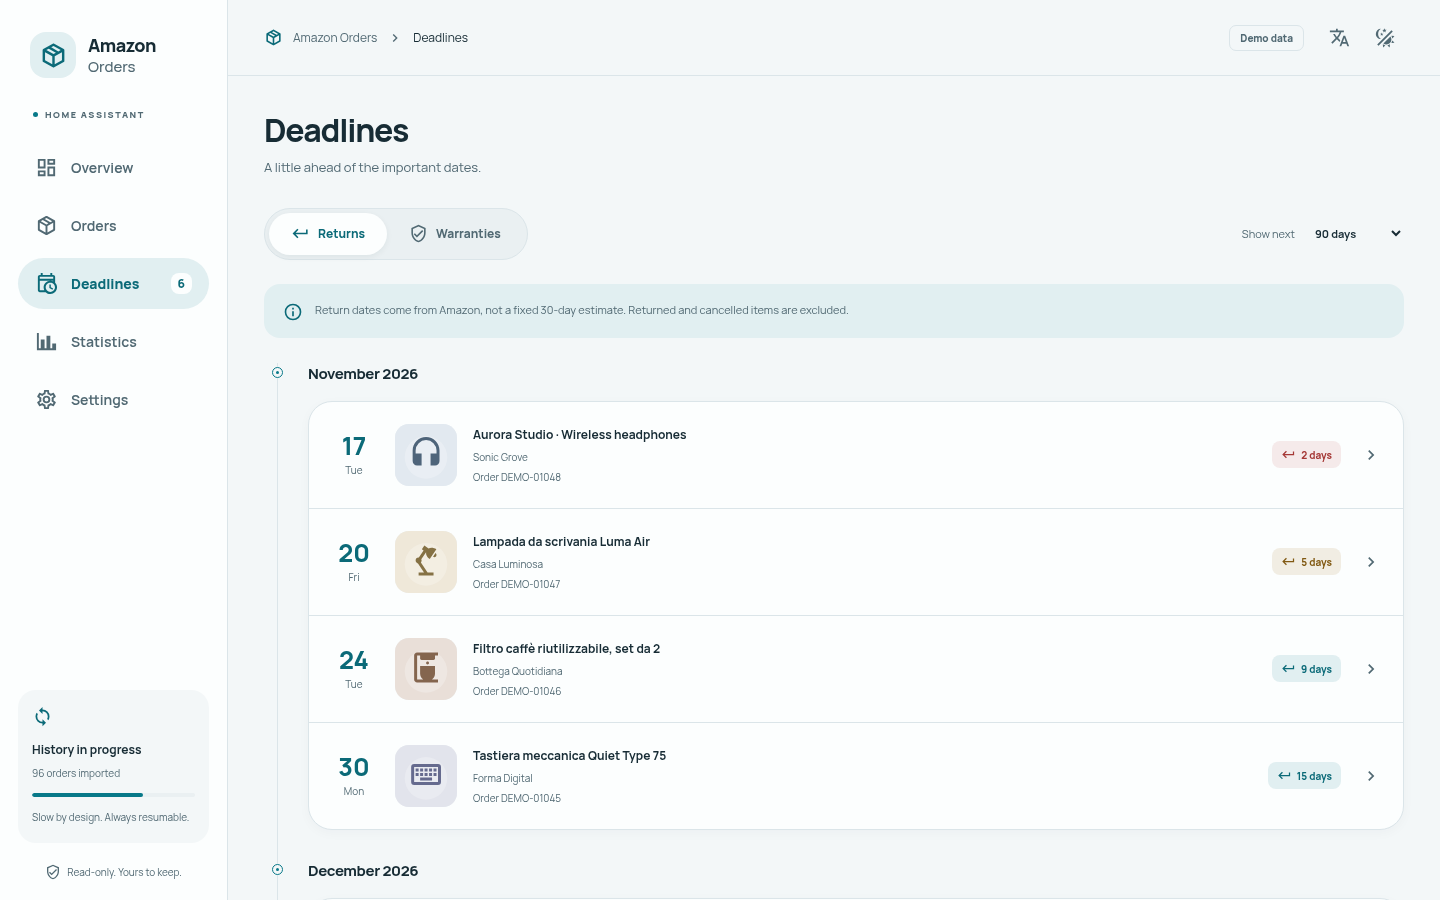 Amazon
Orders
HOME ASSISTANT
Overview
Orders
Deadlines 6
Statistics
Settings
History in progress
96 orders imported
Slow by design. Always resumable.
Read-only. Yours to keep.
Amazon Orders Deadlines
Demo data
Deadlines
A little ahead of the important dates.
Returns
Warranties
Show next 90 days
Return dates come from Amazon, not a fixed 30-day estimate. Returned and cancelled items are excluded.
November 2026
17
Tue
Aurora Studio · Wireless headphones
Sonic Grove
Order DEMO-01048
2 days
20
Fri
Lampada da scrivania Luma Air
Casa Luminosa
Order DEMO-01047
5 days
24
Tue
Filtro caffè riutilizzabile, set da 2
Bottega Quotidiana
Order DEMO-01046
9 days
30
Mon
Tastiera meccanica Quiet Type 75
Forma Digital
Order DEMO-01045
15 days
December 2026